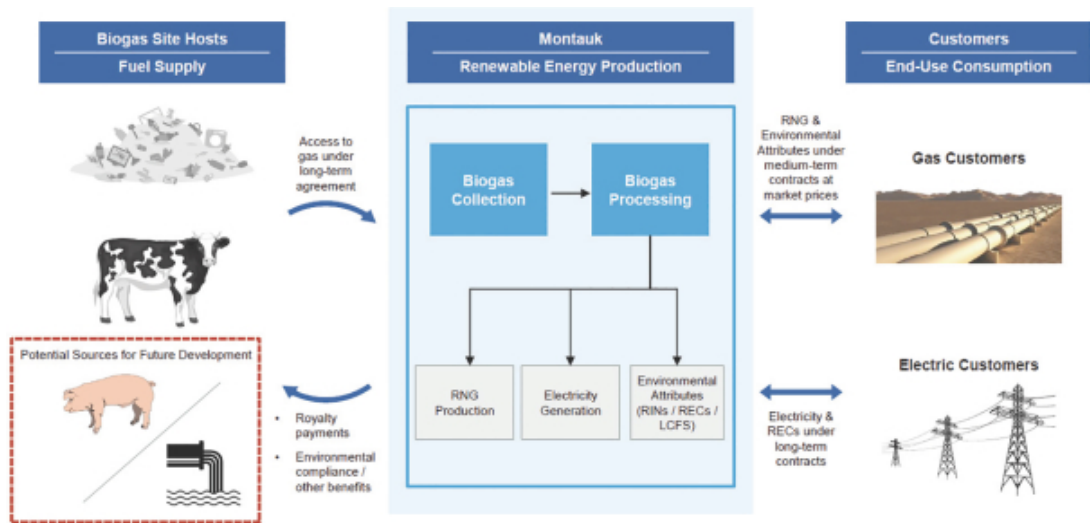 Biogas Site Hosts
Fuel Supply
Access to
gas under
long-term
agreement
Potential Sources for Future Development
• Royalty
payments
• Environmental
compliance /
other benefits
Montauk
Renewable Energy Production
Biogas
Collection
Biogas
Processing
RNG
Production
Electricity
Generation
Environmental
Attributes
(RINs / RECs /
LCFS)
Customers
End-Use Consumption
RNG &
Environmental
Attributes under
medium-term
contracts at
market prices
Gas Customers
Electric Customers
Electricity &
RECs under
long-term
contracts